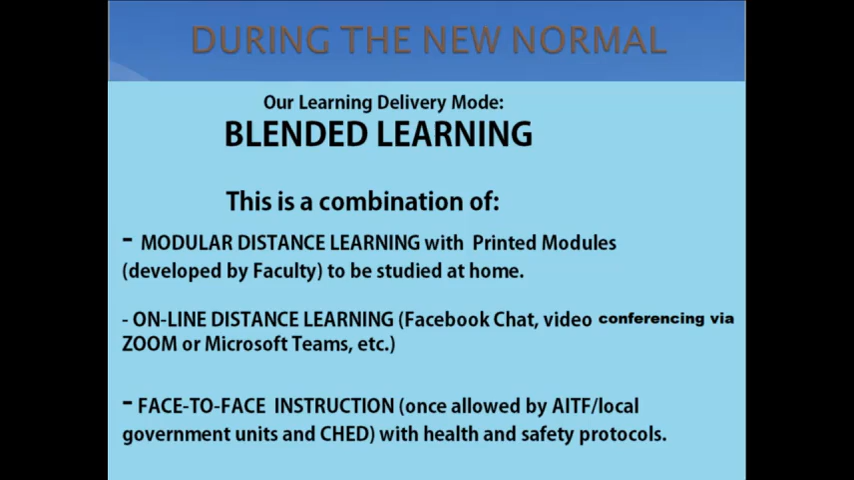 DURING THE NEW NORMAL
Our Learning Delivery Mode:
BLENDED LEARNING
This is a combination of:
- MODULAR DISTANCE LEARNING with Printed Modules
(developed by Faculty) to be studied at home.
- ON-LINE DISTANCE LEARNING (Facebook Chat, video conferencing via
ZOOM or Microsoft Teams, etc.)
- FACE-TO-FACE INSTRUCTION (once allowed by AITF/local
government units and CHED) with health and safety protocols.